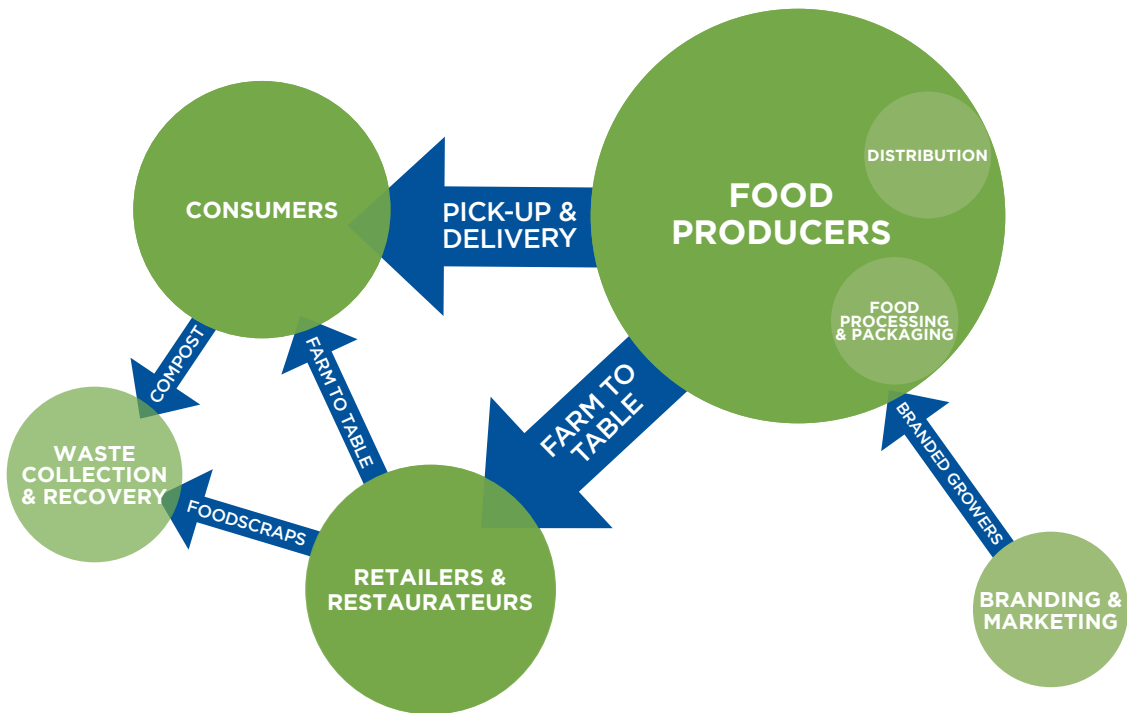 DISTRIBUTION
CONSUMERS
PICK-UP &
DELIVERY
FOOD
PRODUCERS
FOOD
PROCESSING
& PACKAGING
COMPOST
FARM TO TABLE
FARM TO
TABLE
BRANDED GROWERS
WASTE
COLLECTION
& RECOVERY
FOODSCRAPS
RETAILERS &
RESTAURATEURS
BRANDING &
MARKETING